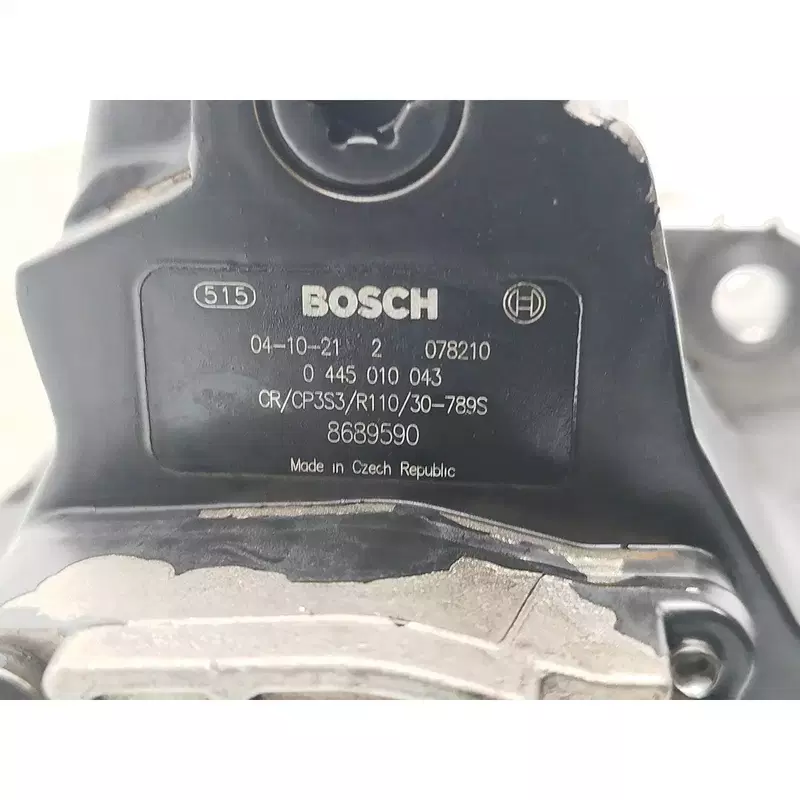 515 BOSCH
04-10-21 2 078210
0 445 010 043
CR/CP3S3/R110/30-789S
8689590
Made in Czech Republic